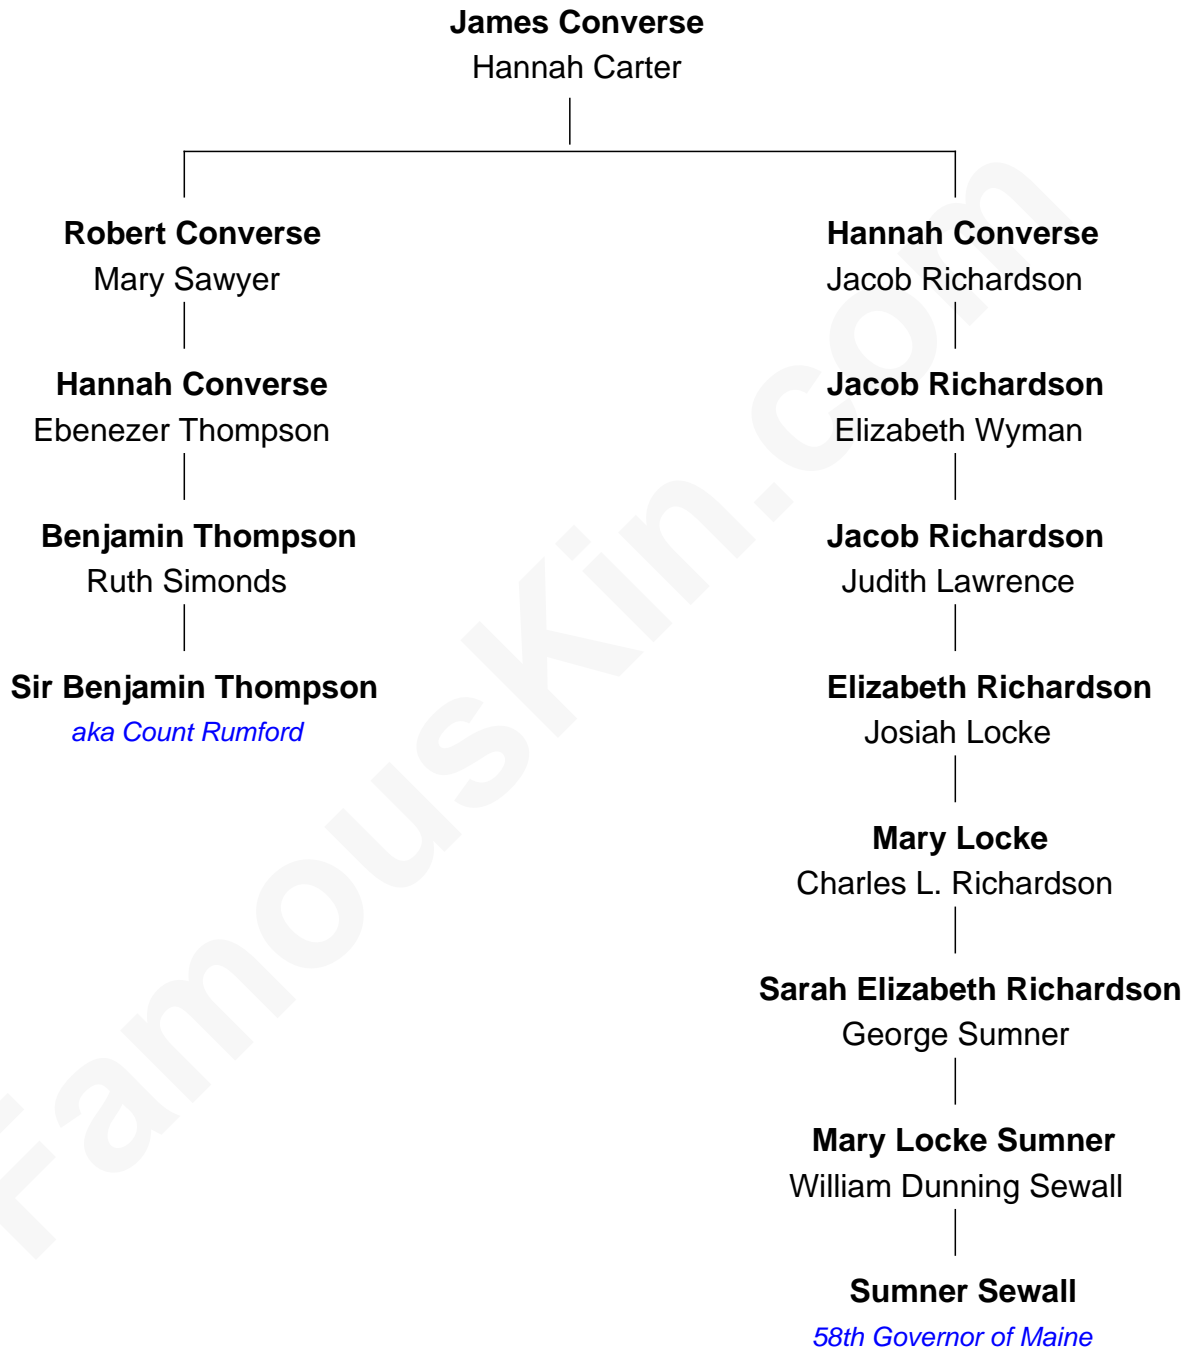 James Converse
Hannah Carter
Robert Converse
Mary Sawyer
Hannah Converse
Ebenezer Thompson
Benjamin Thompson
Ruth Simonds
Sir Benjamin Thompson
aka Count Rumford
Hannah Converse
Jacob Richardson
Jacob Richardson
Elizabeth Wyman
Jacob Richardson
Judith Lawrence
Elizabeth Richardson
Josiah Locke
Mary Locke
Charles L. Richardson
Sarah Elizabeth Richardson
George Sumner
Mary Locke Sumner
William Dunning Sewall
Sumner Sewall
58th Governor of Maine
FamousKin.com